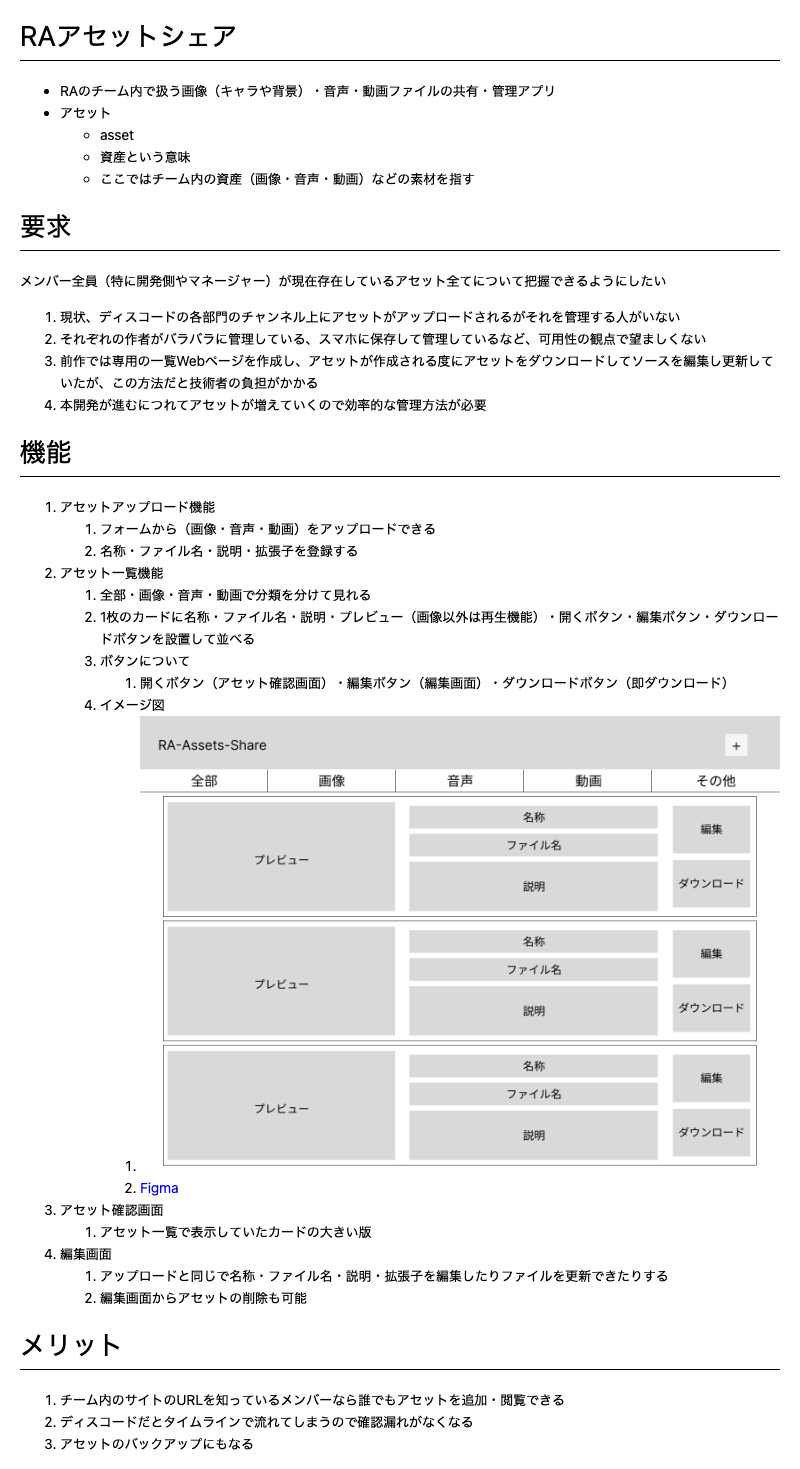 RAアセットシェア
RAのチーム内で扱う画像（キャラや背景）・音声・動画ファイルの共有・管理アプリ
アセット
asset
資産という意味
ここではチーム内の資産（画像・音声・動画）などの素材を指す
要求
メンバー全員（特に開発側やマネージャー）が現在存在しているアセット全てについて把握できるようにしたい
1. 現状、ディスコードの各部門のチャンネル上にアセットがアップロードされるがそれを管理する人がいない
2. それぞれの作者がバラバラに管理している、スマホに保存して管理しているなど、可用性の観点で望ましくない
3. 前作では専用の一覧Webページを作成し、アセットが作成される度にアセットをダウンロードしてソースを編集し更新して
いたが、この方法だと技術者の負担がかかる
4. 本開発が進むにつれてアセットが増えていくので効率的な管理方法が必要
機能
1. アセットアップロード機能
1. フォームから（画像・音声・動画）をアップロードできる
2. 名称・ファイル名・説明・拡張子を登録する
2. アセット一覧機能
1. 全部・画像・音声・動画で分類を分けて見れる
2. 1枚のカードに名称・ファイル名・説明・プレビュー（画像以外は再生機能）・開くボタン・編集ボタン・ダウンロー
ドボタンを設置して並べる
3. ボタンについて
1. 開くボタン（アセット確認画面）・編集ボタン（編集画面）・ダウンロードボタン（即ダウンロード）
4. イメージ図
RA-Assets-Share +
全部 画像 音声 動画 その他
プレビュー
名称
ファイル名
説明
編集
ダウンロード
プレビュー
名称
ファイル名
説明
編集
ダウンロード
プレビュー
名称
ファイル名
説明
編集
ダウンロード
1.
2. Figma
3. アセット確認画面
1. アセット一覧で表示していたカードの大きい版
4. 編集画面
1. アップロードと同じで名称・ファイル名・説明・拡張子を編集したりファイルを更新できたりする
2. 編集画面からアセットの削除も可能
メリット
1. チーム内のサイトのURLを知っているメンバーなら誰でもアセットを追加・閲覧できる
2. ディスコードだとタイムラインで流れてしまうので確認漏れがなくなる
3. アセットのバックアップにもなる